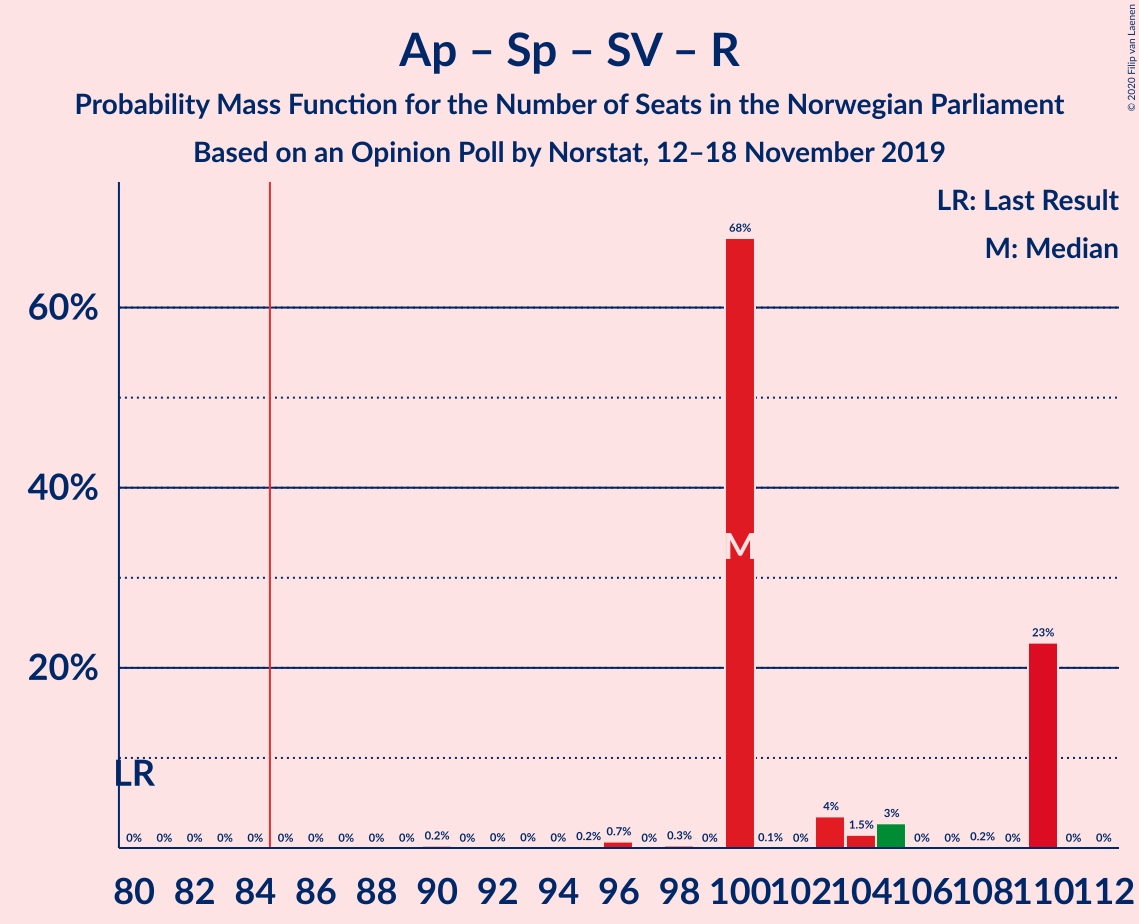 Ap – Sp – SV – R
Probability Mass Function for the Number of Seats in the Norwegian Parliament
Based on an Opinion Poll by Norstat, 12–18 November 2019
© 2020 Filip van Laenen
LR: Last Result
M: Median
60%
40%
20%
68%
M
23%
LR
0% 0% 0% 0% 0% 0% 0% 0% 0% 0% 0.2% 0% 0% 0% 0% 0.2% 0.7% 0% 0.3% 0% 0.1% 0% 4% 1.5% 3% 0% 0% 0.2% 0% 0% 0%
80 82 84 86 88 90 92 94 96 98 100 102 104 106 108 110 112